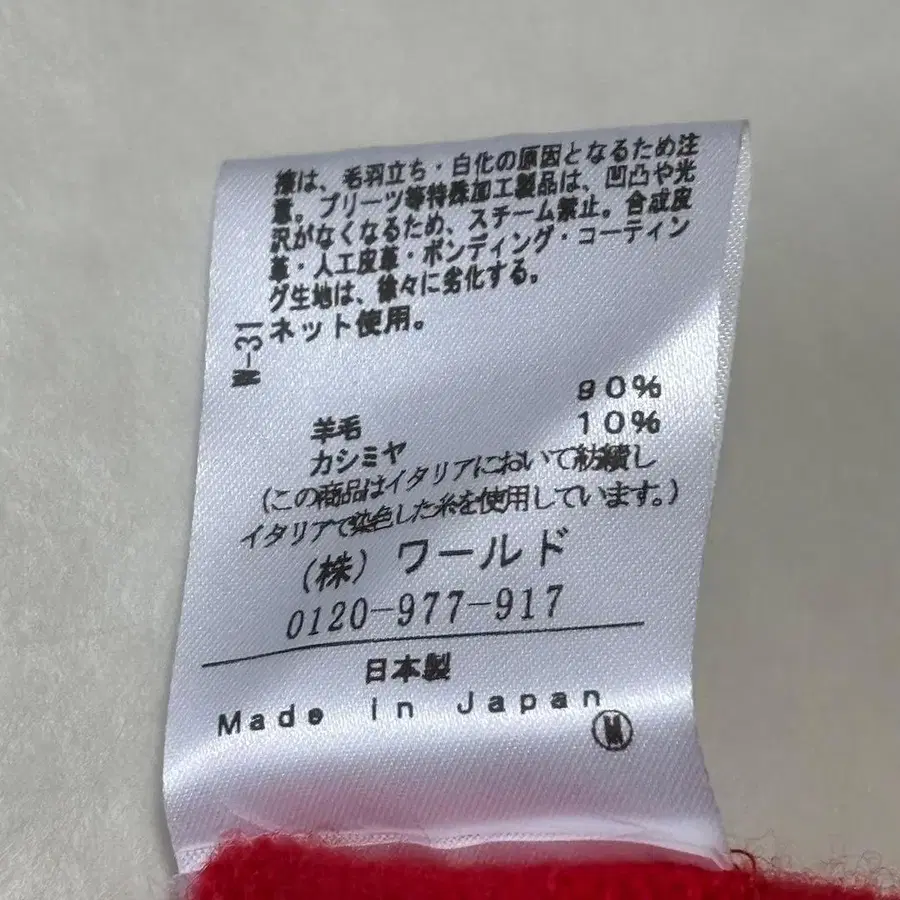 擦は、毛羽立ち・白化の原因となるため注
意。プリーツ等特殊加工製品は、凹凸や光
沢がなくなるため、スチーム禁止。合成皮
革・人工皮革・ボンディング・コーティン
グ生地は、徐々に劣化する。
ネット使用。
W-31
羊毛 90%
カシミヤ 10%
(この商品はイタリアにおいて紡績し
イタリアで染色した糸を使用しています。)
(株) ワールド
0120-977-917
日本製
Made in Japan
M